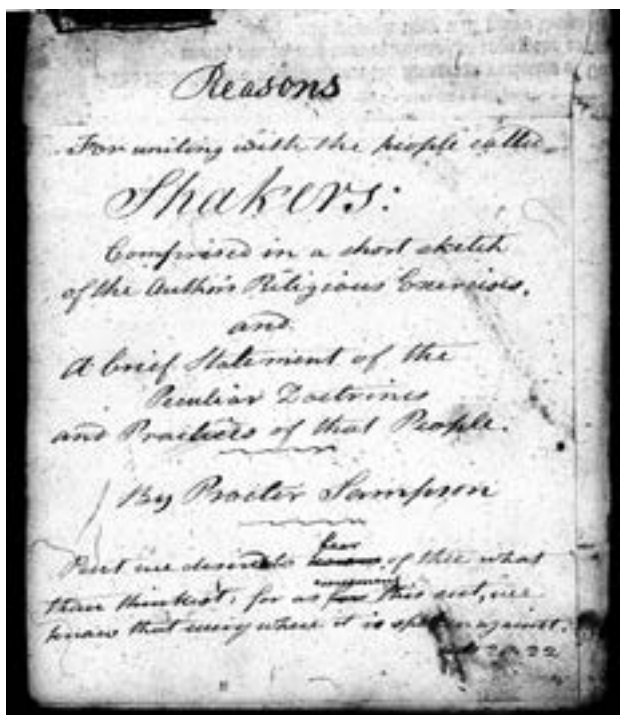 Reasons
For uniting with the people called
Shakers:
Comprised in a short sketch
of the Author's Religious Exercises,
and
A brief Statement of the
Peculiar Doctrines
and Practices of that People.
By Procter Sampson
But we desire to hear of thee what
thou thinkest; for as concerning this sect, we
know that every where it is spoken against.
22